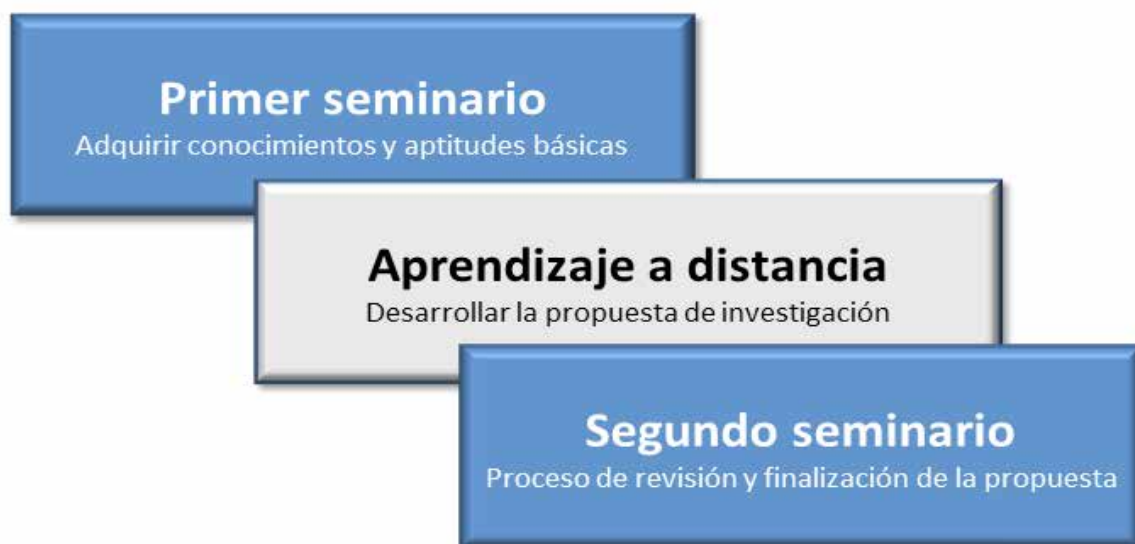 Primer seminario
Adquirir conocimientos y aptitudes básicas
Aprendizaje a distancia
Desarrollar la propuesta de investigación
Segundo seminario
Proceso de revisión y finalización de la propuesta